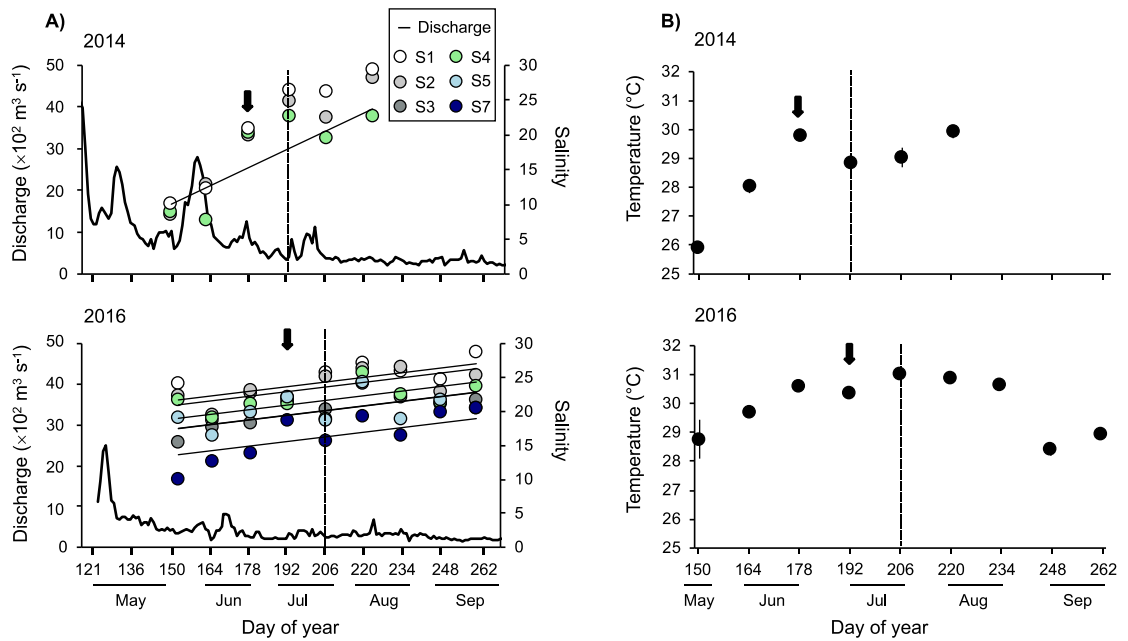 A)
2014
— Discharge
S1 S4
S2 S5
S3 S7
50
40
30
20
10
0
Discharge (×10² m³ s⁻¹)
30
25
20
15
10
5
0
Salinity
2016
50
40
30
20
10
0
Discharge (×10² m³ s⁻¹)
30
25
20
15
10
5
0
Salinity
121 136 150 164 178 192 206 220 234 248 262
May Jun Jul Aug Sep
Day of year
B)
2014
32
31
30
29
28
27
26
25
Temperature (°C)
2016
32
31
30
29
28
27
26
25
Temperature (°C)
150 164 178 192 206 220 234 248 262
May Jun Jul Aug Sep
Day of year